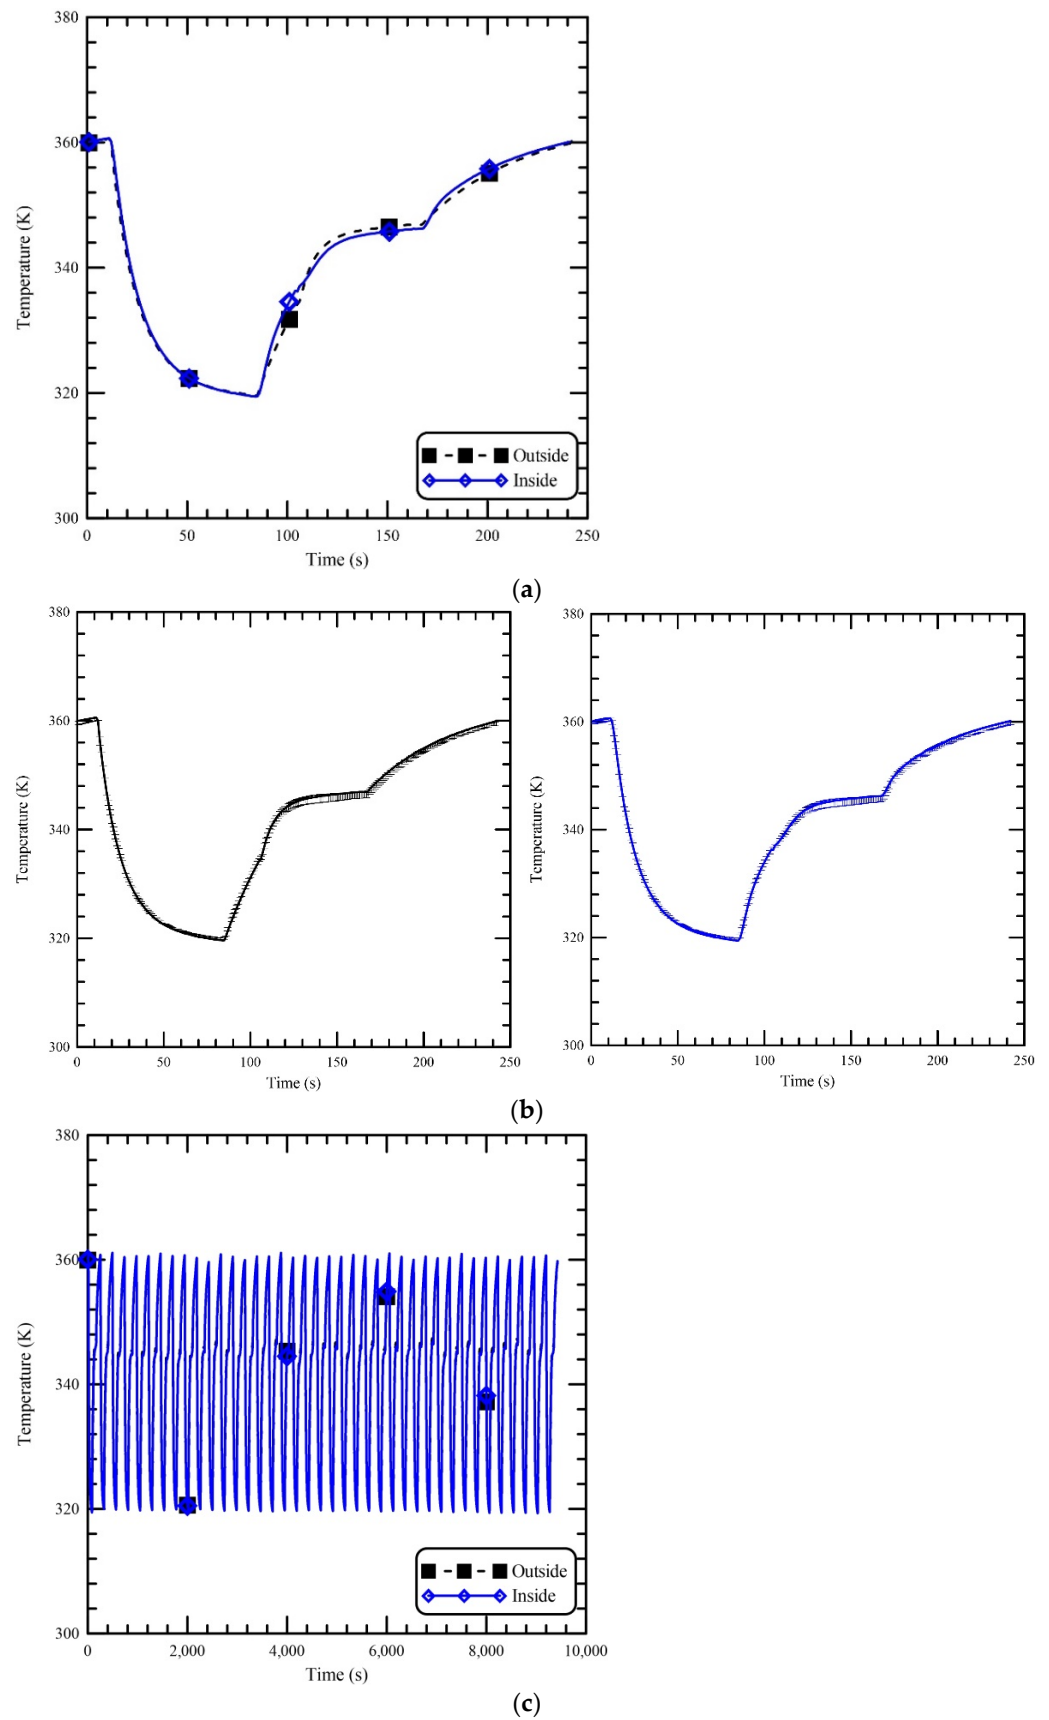 380
360
340
320
300
Temperature (K)
0 50 100 150 200 250
Time (s)
Outside
Inside
(a)
380
360
340
320
300
Temperature (K)
0 50 100 150 200 250
Time (s)
380
360
340
320
300
Temperature (K)
0 50 100 150 200 250
Time (s)
(b)
380
360
340
320
300
Temperature (K)
0 2,000 4,000 6,000 8,000 10,000
Time (s)
Outside
Inside
(c)